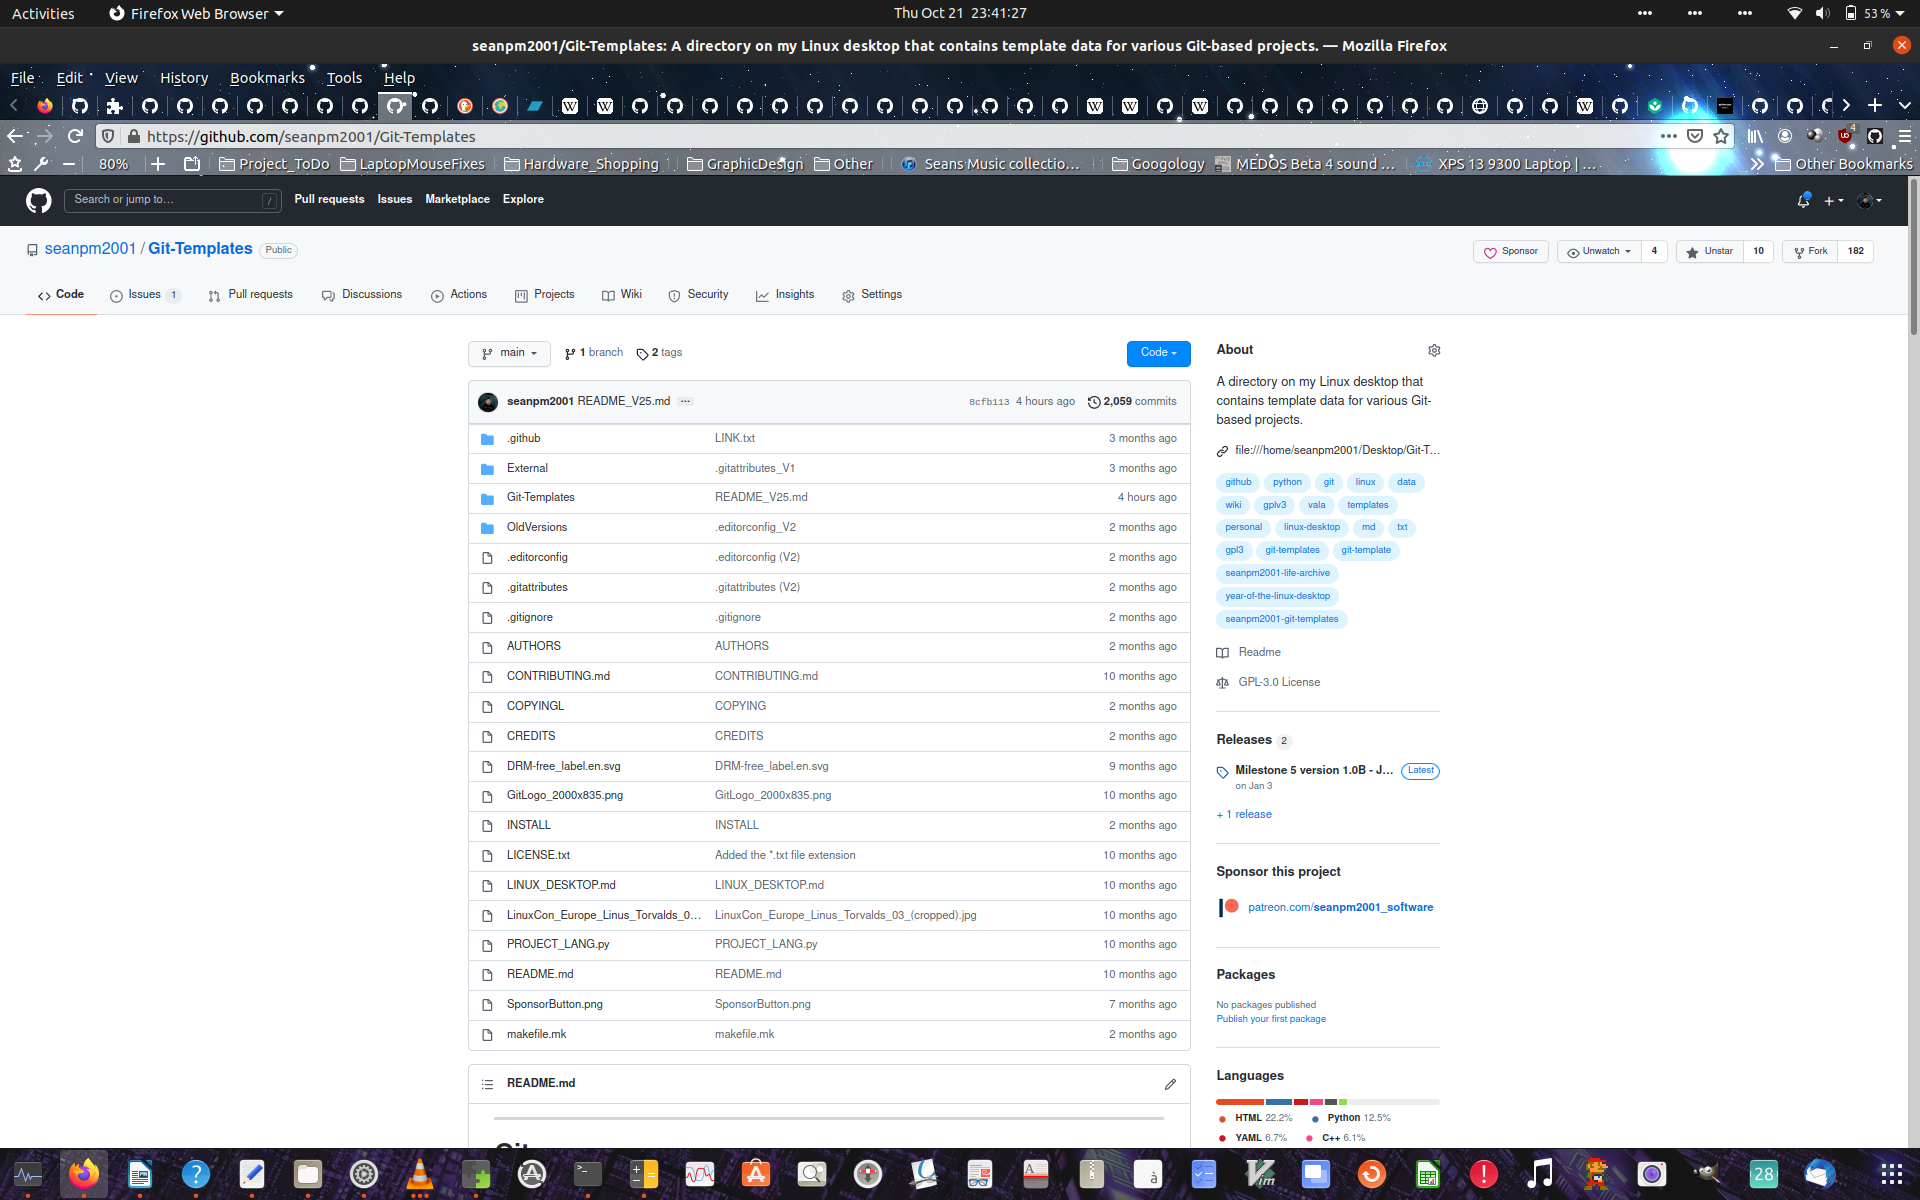 Activities Firefox Web Browser Thu Oct 21 23:41:27 53 %
seanpm2001/Git-Templates: A directory on my Linux desktop that contains template data for various Git-based projects. — Mozilla Firefox
File Edit View History Bookmarks Tools Help
https://github.com/seanpm2001/Git-Templates
80% Project_ToDo LaptopMouseFixes Hardware_Shopping GraphicDesign Other Seans Music collectio... Googology MEDOS Beta 4 sound ... XPS 13 9300 Laptop | ... Other Bookmarks
Search or jump to... / Pull requests Issues Marketplace Explore
seanpm2001 / Git-Templates Public Sponsor Unwatch 4 Unstar 10 Fork 182
Code Issues 1 Pull requests Discussions Actions Projects Wiki Security Insights Settings
main 1 branch 2 tags Code
seanpm2001 README_V25.md ... 8cfb113 4 hours ago 2,059 commits
.github LINK.txt 3 months ago
External .gitattributes_V1 3 months ago
Git-Templates README_V25.md 4 hours ago
OldVersions .editorconfig_V2 2 months ago
.editorconfig .editorconfig (V2) 2 months ago
.gitattributes .gitattributes (V2) 2 months ago
.gitignore .gitignore 2 months ago
AUTHORS AUTHORS 2 months ago
CONTRIBUTING.md CONTRIBUTING.md 10 months ago
COPYINGL COPYING 2 months ago
CREDITS CREDITS 2 months ago
DRM-free_label.en.svg DRM-free_label.en.svg 9 months ago
GitLogo_2000x835.png GitLogo_2000x835.png 10 months ago
INSTALL INSTALL 2 months ago
LICENSE.txt Added the *.txt file extension 10 months ago
LINUX_DESKTOP.md LINUX_DESKTOP.md 10 months ago
LinuxCon_Europe_Linus_Torvalds_0... LinuxCon_Europe_Linus_Torvalds_03_(cropped).jpg 10 months ago
PROJECT_LANG.py PROJECT_LANG.py 10 months ago
README.md README.md 10 months ago
SponsorButton.png SponsorButton.png 7 months ago
makefile.mk makefile.mk 2 months ago
README.md
About
A directory on my Linux desktop that
contains template data for various Git-
based projects.
file:///home/seanpm2001/Desktop/Git-T...
github python git linux data
wiki gplv3 vala templates
personal linux-desktop md txt
gpl3 git-templates git-template
seanpm2001-life-archive
year-of-the-linux-desktop
seanpm2001-git-templates
Readme
GPL-3.0 License
Releases 2
Milestone 5 version 1.0B - J... Latest
on Jan 3
+ 1 release
Sponsor this project
patreon.com/seanpm2001_software
Packages
No packages published
Publish your first package
Languages
HTML 22.2% Python 12.5%
YAML 6.7% C++ 6.1%
28